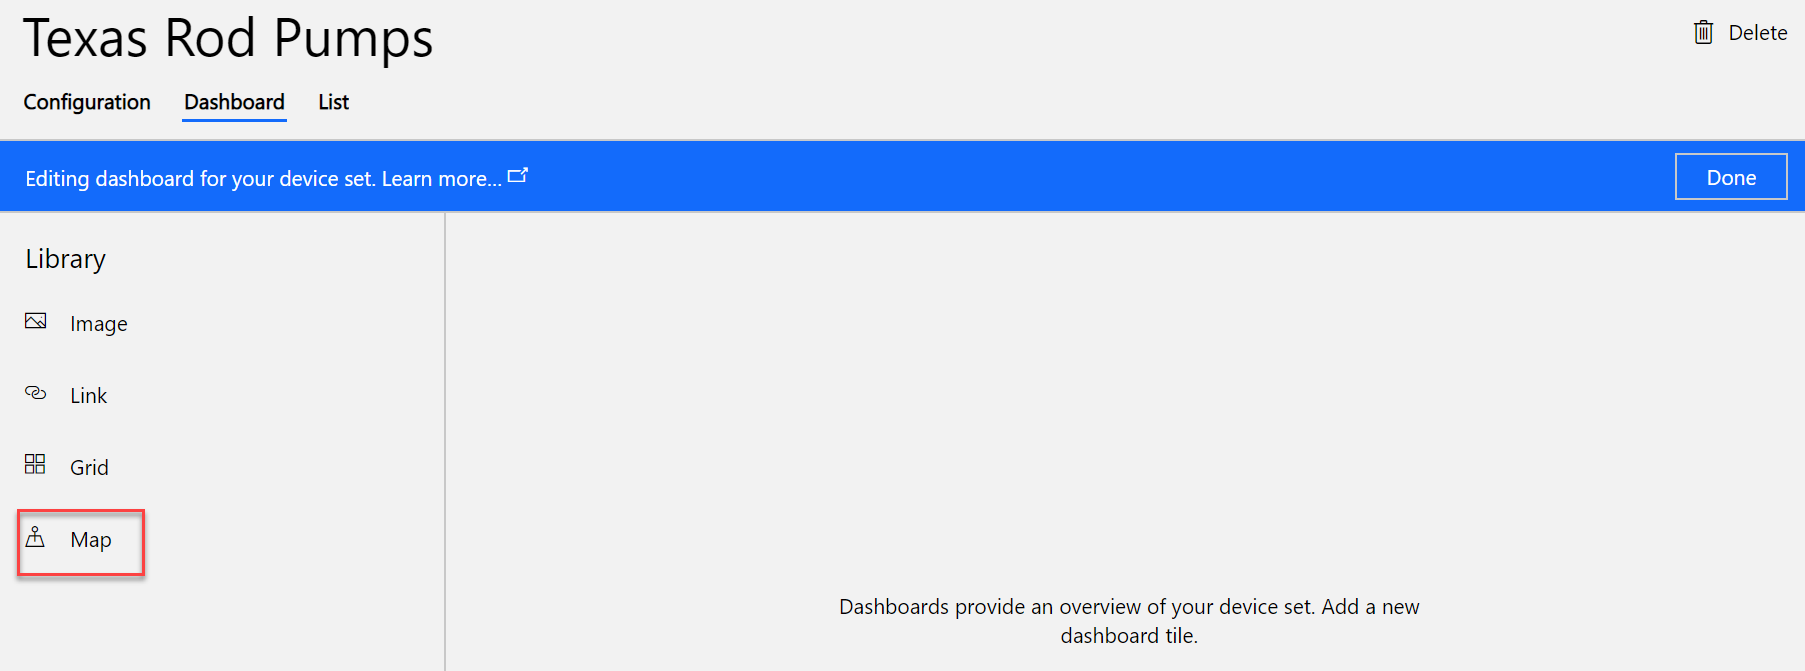 Texas Rod Pumps
Delete
Configuration Dashboard List
Editing dashboard for your device set. Learn more...
Done
Library
Image
Link
Grid
Map
Dashboards provide an overview of your device set. Add a new
dashboard tile.